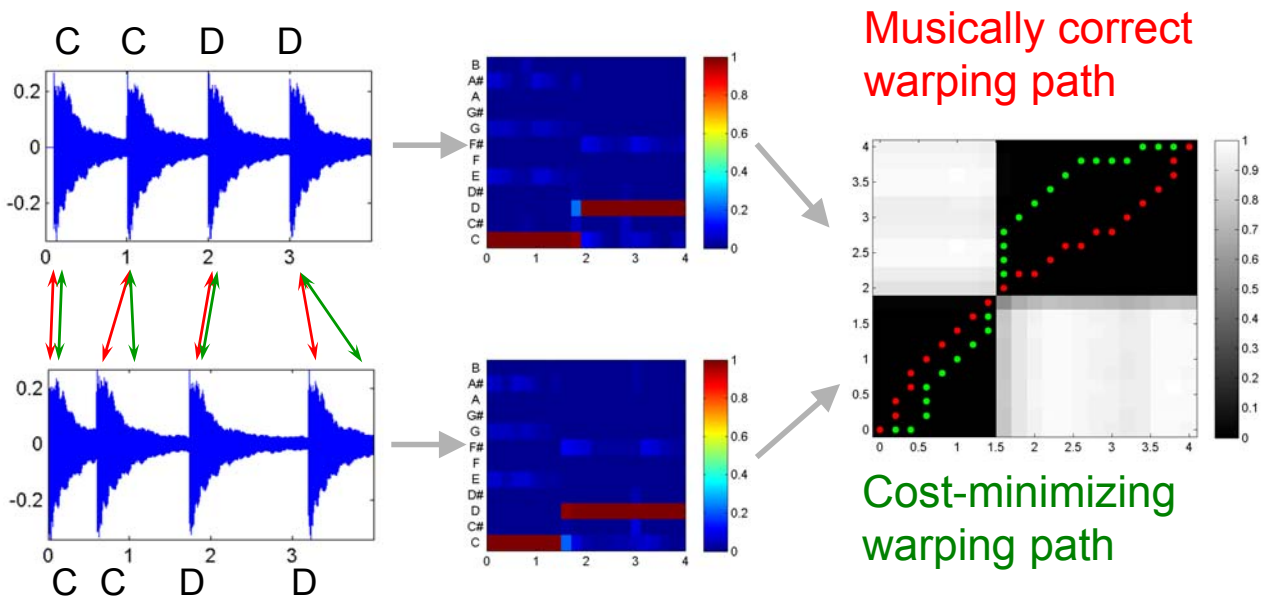 C C D D
0.2
0
-0.2
0 1 2 3
B
A#
A
G#
G
F#
F
E
D#
D
C#
C
0 1 2 3 4
1
0.8
0.6
0.4
0.2
0
Musically correct
warping path
4
3.5
3
2.5
2
1.5
1
0.5
0
0 0.5 1 1.5 2 2.5 3 3.5 4
1
0.9
0.8
0.7
0.6
0.5
0.4
0.3
0.2
0.1
0
0.2
0
-0.2
0 1 2 3
C C D D
B
A#
A
G#
G
F#
F
E
D#
D
C#
C
0 1 2 3 4
1
0.8
0.6
0.4
0.2
0
Cost-minimizing
warping path